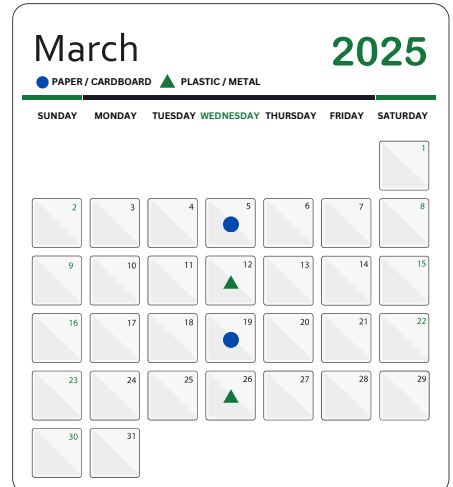 March 2025
PAPER / CARDBOARD PLASTIC / METAL
SUNDAY MONDAY TUESDAY WEDNESDAY THURSDAY FRIDAY SATURDAY
1
2 3 4 5 6 7 8
9 10 11 12 13 14 15
16 17 18 19 20 21 22
23 24 25 26 27 28 29
30 31